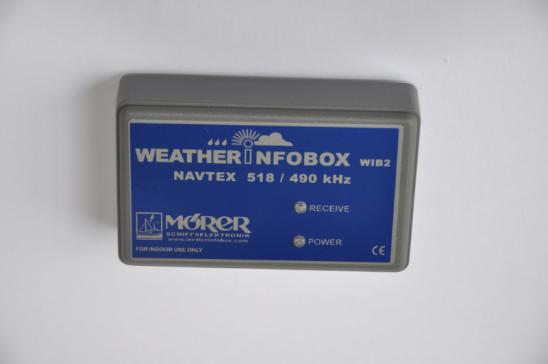 WEATHERiNFOBOX WIB2
NAVTEX 518 / 490 kHz
RECEIVE
MÖRER
SCHIFFSELEKTRONIK
POWER
FOR INDOOR USE ONLY
CE